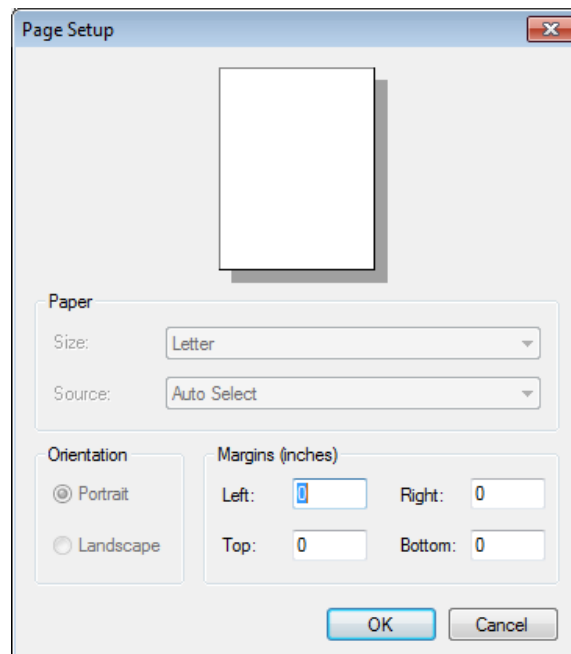 Page Setup
Paper
Size: Letter
Source: Auto Select
Orientation
Portrait
Landscape
Margins (inches)
Left: 0 Right: 0
Top: 0 Bottom: 0
OK Cancel